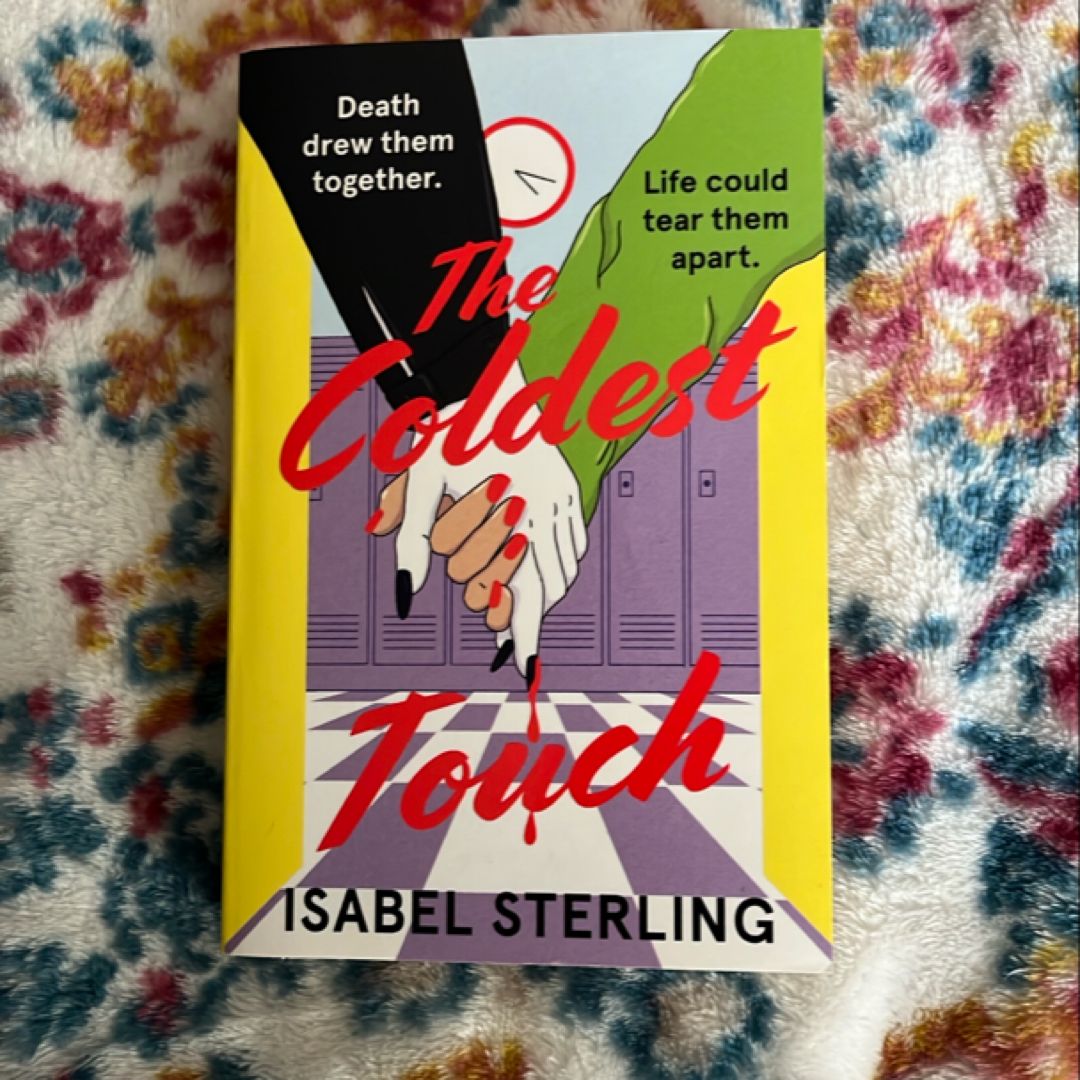 Death
drew them
together.
Life could
tear them
apart.
The
Coldest
Touch
ISABEL STERLING